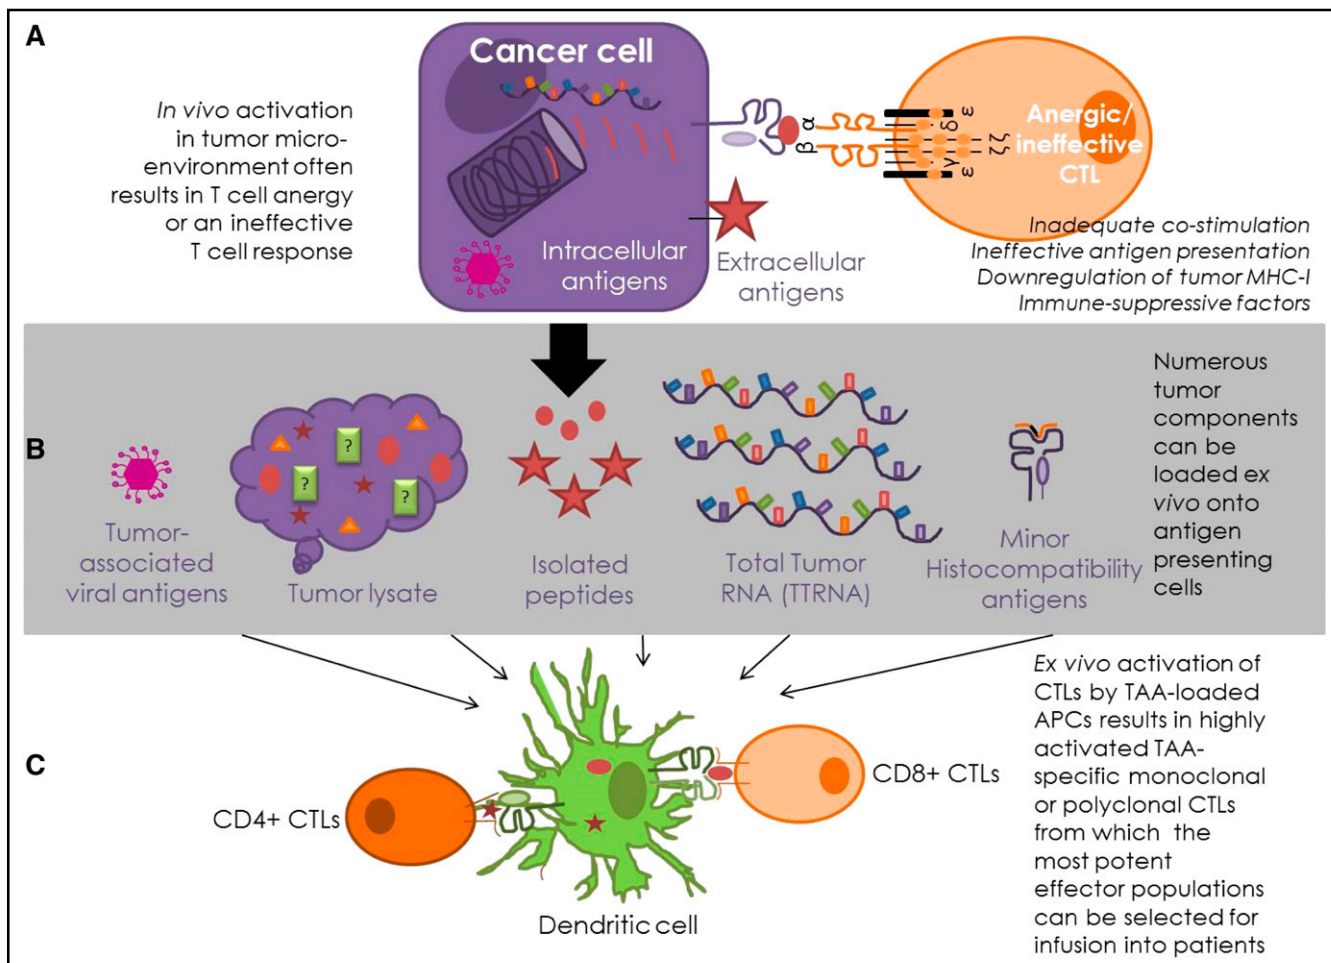 A
Cancer cell
In vivo activation
in tumor micro-
environment often
results in T cell anergy
or an ineffective
T cell response
α
β
ε
δ
ζζ
γ
ε
Anergic/
ineffective
CTL
Intracellular
antigens
Extracellular
antigens
Inadequate co-stimulation
Ineffective antigen presentation
Downregulation of tumor MHC-I
Immune-suppressive factors
B
?
?
?
Tumor-
associated
viral antigens
Tumor lysate
Isolated
peptides
Total Tumor
RNA (TTRNA)
Minor
Histocompatibility
antigens
Numerous
tumor
components
can be
loaded ex
vivo onto
antigen
presenting
cells
C
CD4+ CTLs
Dendritic cell
CD8+ CTLs
Ex vivo activation of
CTLs by TAA-loaded
APCs results in highly
activated TAA-
specific monoclonal
or polyclonal CTLs
from which the
most potent
effector populations
can be selected for
infusion into patients